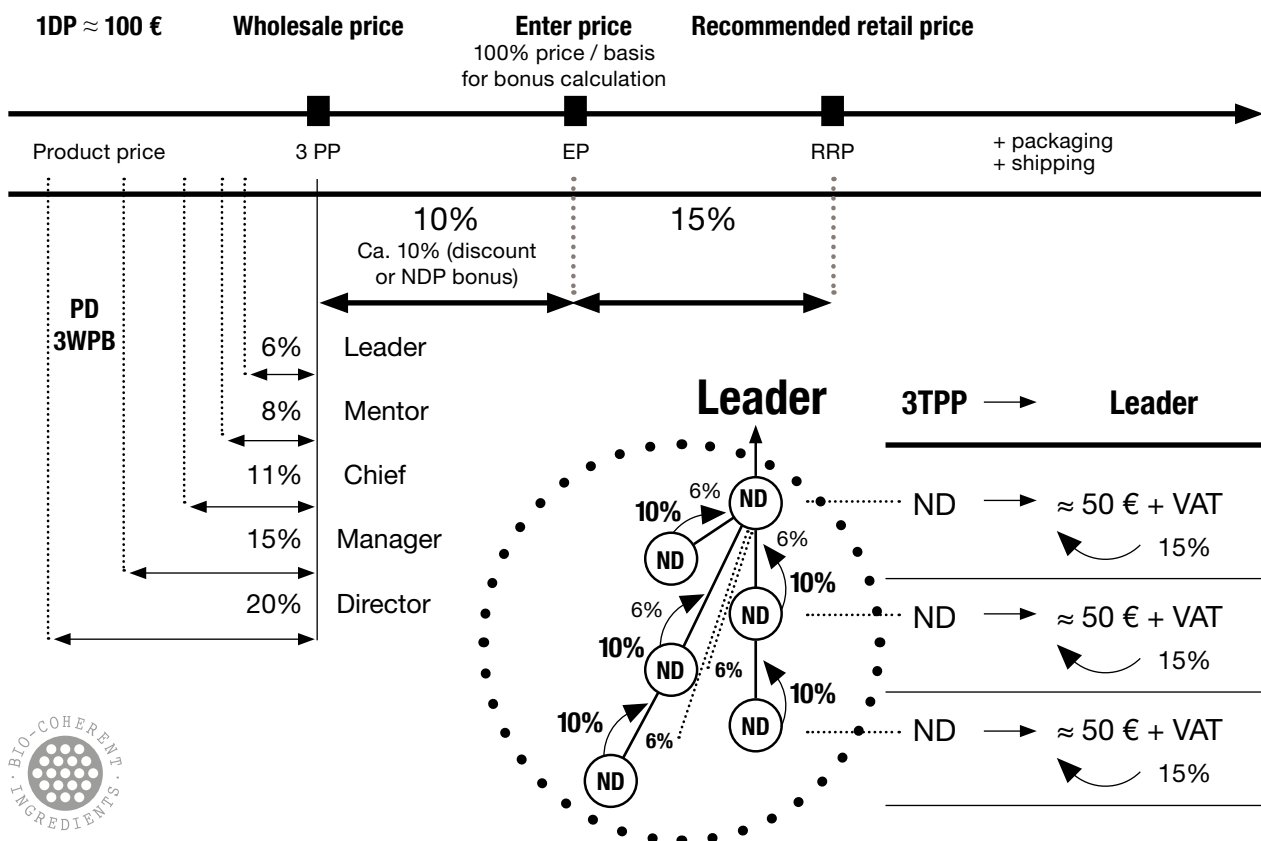 1DP ≈ 100 €
Wholesale price
Enter price
100% price / basis
for bonus calculation
Recommended retail price
Product price
3 PP
EP
RRP
+ packaging
+ shipping
10%
Ca. 10% (discount
or NDP bonus)
15%
PD
3WPB
6% Leader
8% Mentor
11% Chief
15% Manager
20% Director
Leader
ND
6%
10%
ND
6%
10%
ND
6%
10%
ND
6%
10%
ND
10%
6%
ND
3TPP Leader
ND ≈ 50 € + VAT
15%
ND ≈ 50 € + VAT
15%
ND ≈ 50 € + VAT
15%
· BIO-COHERENT ·
INGREDIENTS